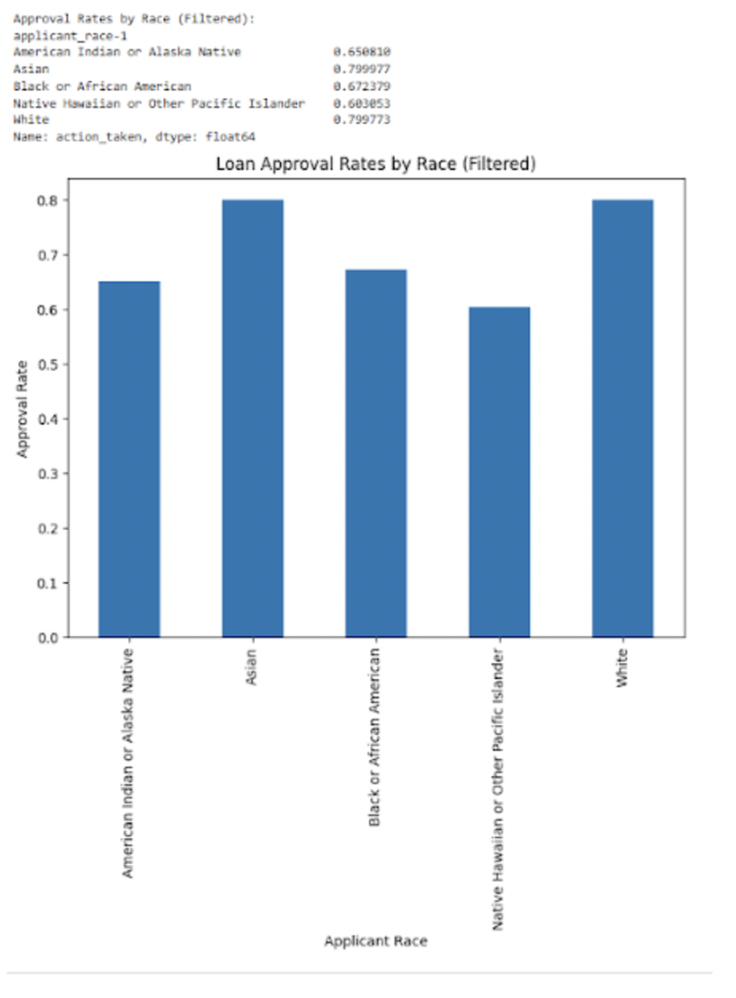 Approval Rates by Race (Filtered):
applicant_race-1
American Indian or Alaska Native 0.650810
Asian 0.799977
Black or African American 0.672379
Native Hawaiian or Other Pacific Islander 0.603053
White 0.799773
Name: action_taken, dtype: float64
Loan Approval Rates by Race (Filtered)
Approval Rate
0.8
0.7
0.6
0.5
0.4
0.3
0.2
0.1
0.0
American Indian or Alaska Native
Asian
Black or African American
Native Hawaiian or Other Pacific Islander
White
Applicant Race